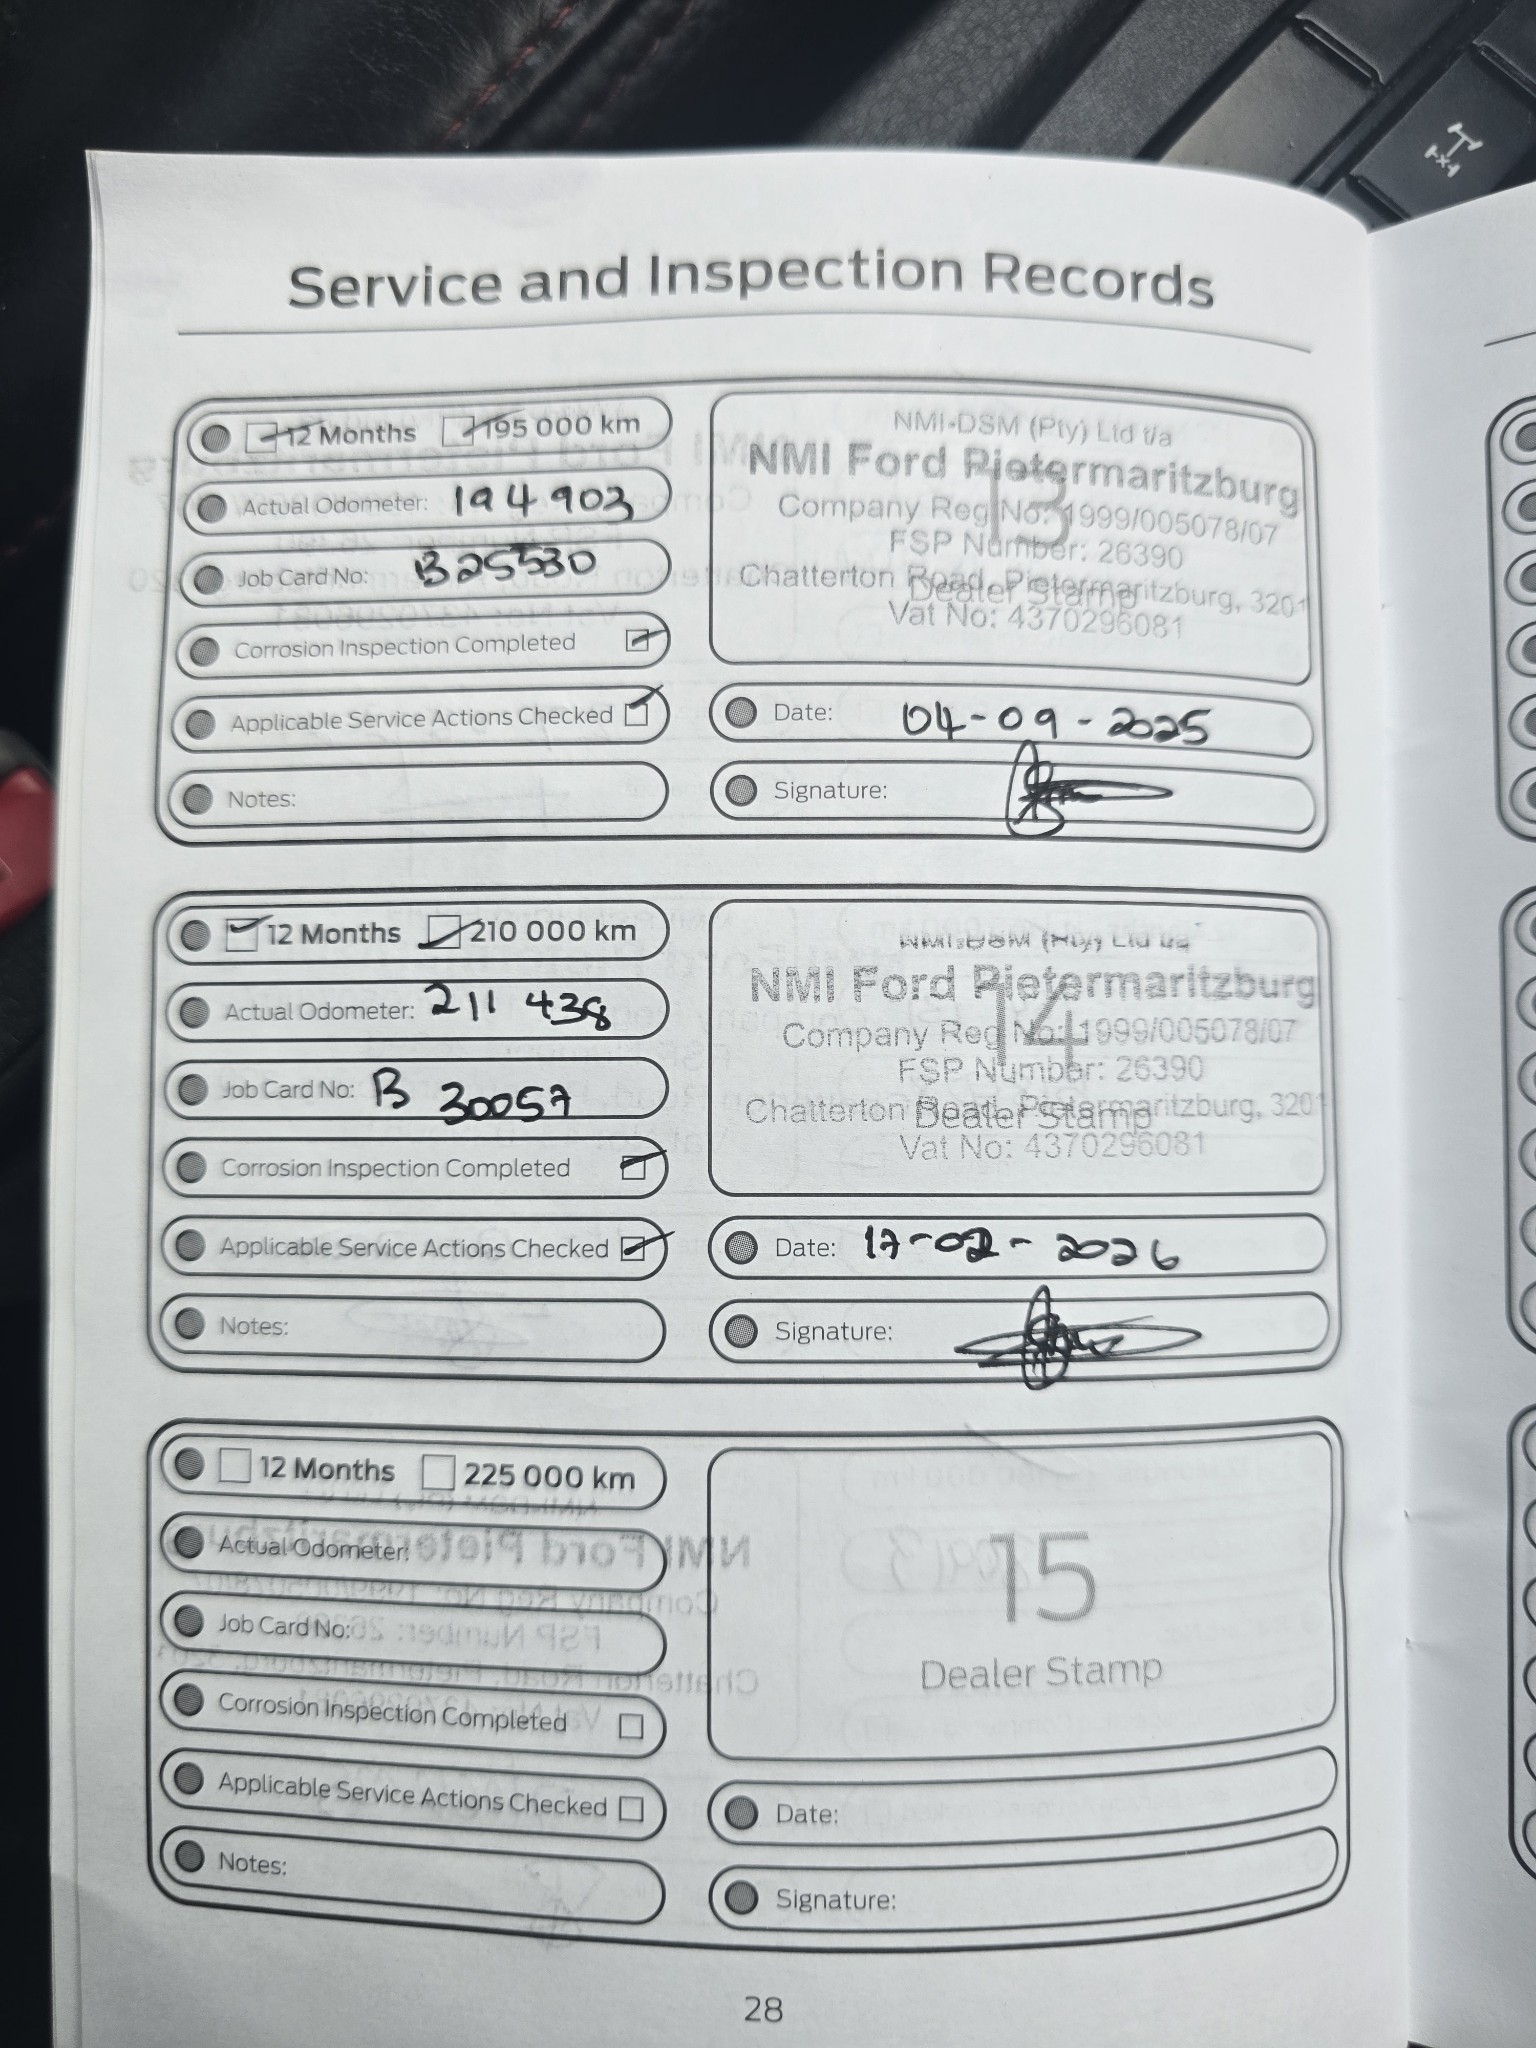 Service and Inspection Records
12 Months 195 000 km
Actual Odometer: 194 903
Job Card No: B25530
Corrosion Inspection Completed
Applicable Service Actions Checked
Notes:
NMI-DSM (Pty) Ltd t/a
NMI Ford Pietermaritzburg
13
Company Reg No: 1999/005078/07
FSP Number: 26390
Chatterton Road, Pietermaritzburg, 3201
Dealer Stamp
Vat No: 4370296081
Date: 04-09-2025
Signature:
12 Months 210 000 km
Actual Odometer: 211 438
Job Card No: B 30057
Corrosion Inspection Completed
Applicable Service Actions Checked
Notes:
NMI-DSM (Pty) Ltd t/a
NMI Ford Pietermaritzburg
14
Company Reg No: 1999/005078/07
FSP Number: 26390
Chatterton Road, Pietermaritzburg, 3201
Dealer Stamp
Vat No: 4370296081
Date: 17-02-2026
Signature:
12 Months 225 000 km
Actual Odometer:
Job Card No:
Corrosion Inspection Completed
Applicable Service Actions Checked
Notes:
15
Dealer Stamp
Date:
Signature:
28